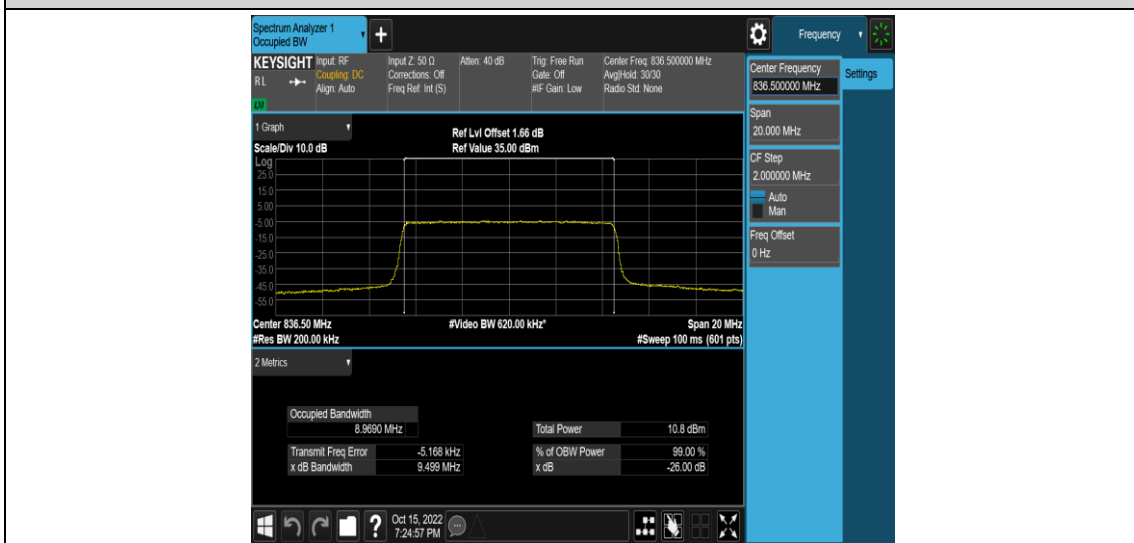 Spectrum Analyzer 1
Occupied BW
+
Frequency
KEYSIGHT
RL
LXI
Input: RF
Coupling: DC
Align: Auto
Input Z: 50 Ω
Corrections: Off
Freq Ref: Int (S)
Atten: 40 dB
Trig: Free Run
Gate: Off
#IF Gain: Low
Center Freq: 836.500000 MHz
Avg|Hold: 30/30
Radio Std: None
Center Frequency
836.500000 MHz
Settings
Span
20.000 MHz
CF Step
2.000000 MHz
Auto
Man
Freq Offset
0 Hz
1 Graph
Ref Lvl Offset 1.66 dB
Scale/Div 10.0 dB
Ref Value 35.00 dBm
Log
25.0
15.0
5.00
-5.00
-15.0
-25.0
-35.0
-45.0
-55.0
Center 836.50 MHz
#Video BW 620.00 kHz*
Span 20 MHz
#Res BW 200.00 kHz
#Sweep 100 ms (601 pts)
2 Metrics
Occupied Bandwidth
8.9690 MHz
Total Power 10.8 dBm
Transmit Freq Error -5.168 kHz
% of OBW Power 99.00 %
x dB Bandwidth 9.499 MHz
x dB -26.00 dB
?
Oct 15, 2022
7:24:57 PM